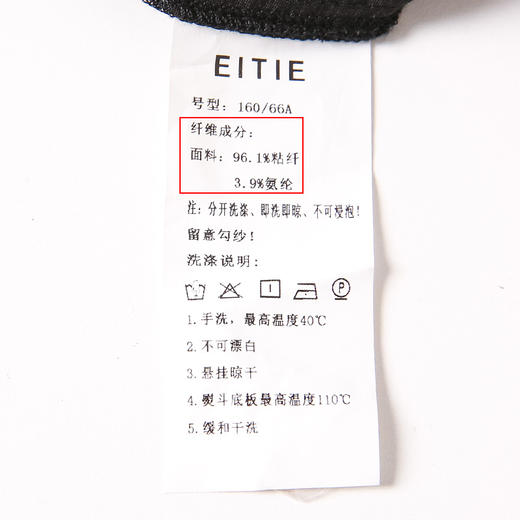 EITIE
号型: 160/66A
纤维成分:
面料: 96.1%粘纤
3.9%氨纶
注: 分开洗涤、即洗即晾、不可浸泡!
留意勾纱!
洗涤说明:
P
1.手洗, 最高温度40℃
2.不可漂白
3.悬挂晾干
4.熨斗底板最高温度110℃
5.缓和干洗